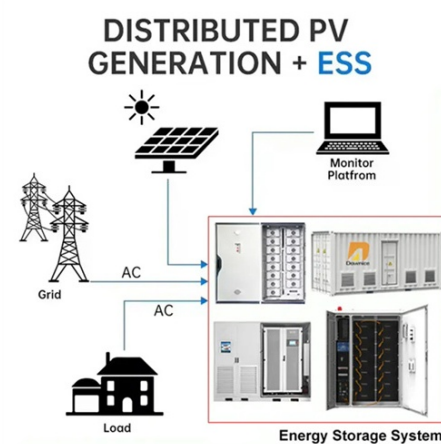 DISTRIBUTED PV
GENERATION + ESS
Monitor
Platfrom
AC
Grid
AC
Load
Energy Storage System